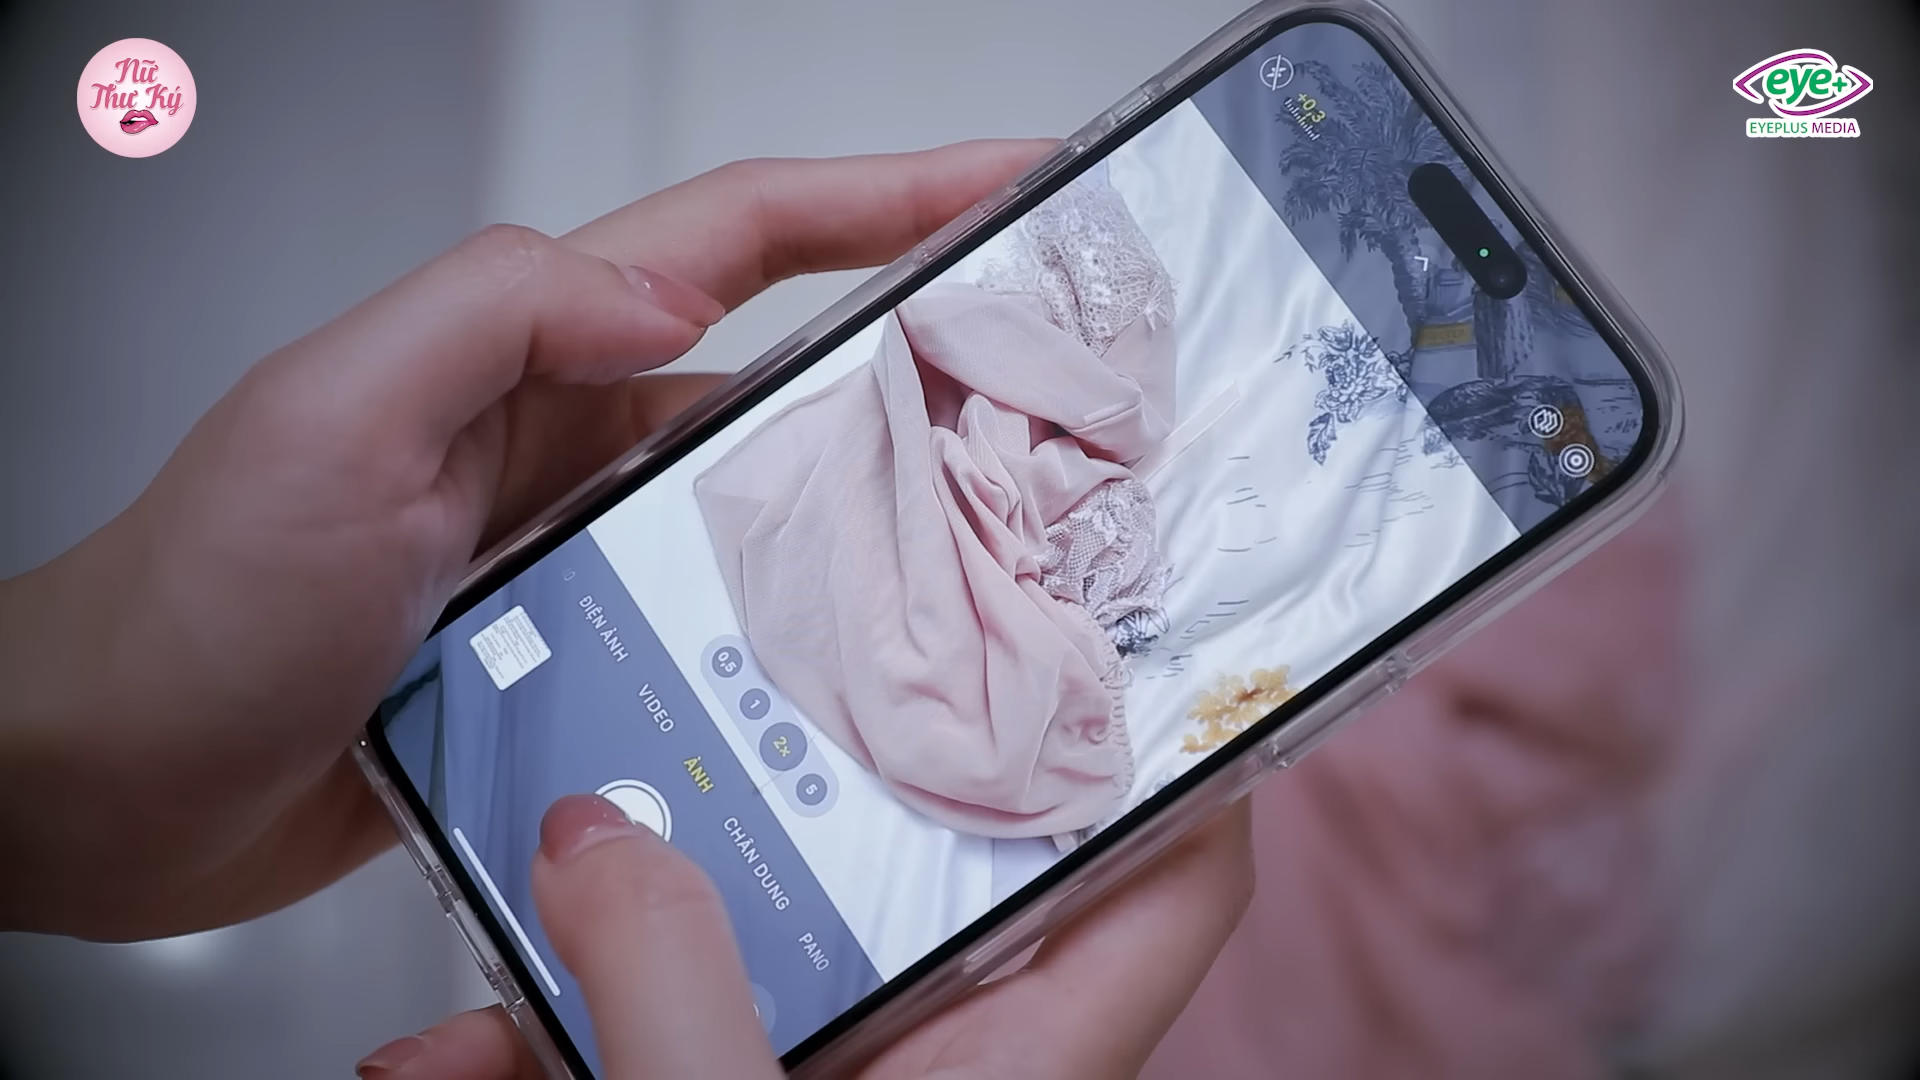 Nữ
Thư Ký
eye+
EYEPLUS MEDIA
+0,3
ĐIỆN ẢNH
VIDEO
ẢNH
CHÂN DUNG
PANO
0,5
1
2x
5